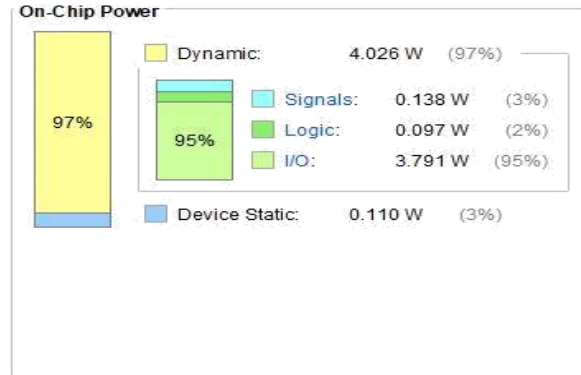 On-Chip Power
Dynamic: 4.026 W (97%)
97%
Signals: 0.138 W (3%)
95%
Logic: 0.097 W (2%)
I/O: 3.791 W (95%)
Device Static: 0.110 W (3%)